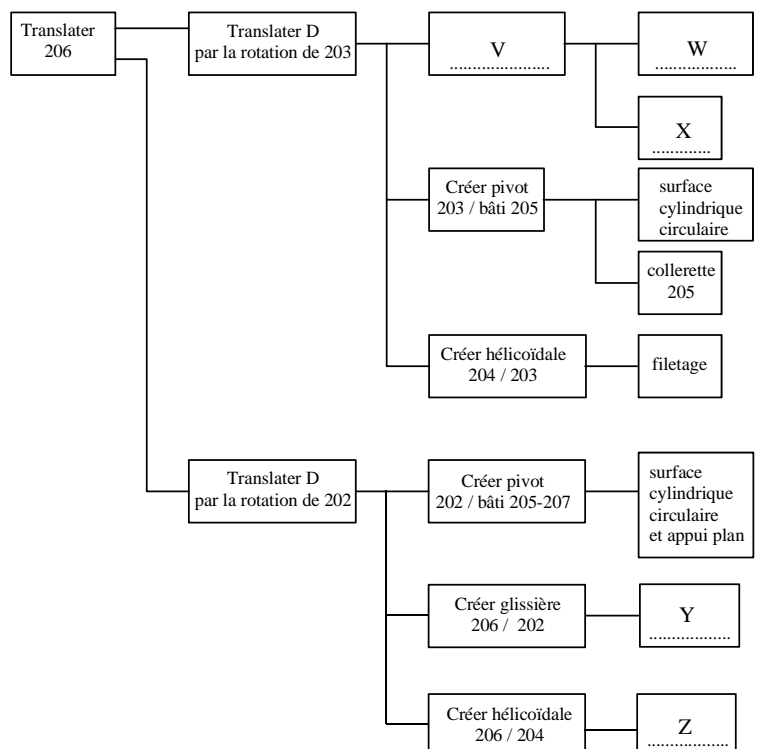 Translater
206
Translater D
par la rotation de 203
V
......................
W
..................
X
.............
Créer pivot
203 / bâti 205
surface
cylindrique
circulaire
collerette
205
Créer hélicoïdale
204 / 203
filetage
Translater D
par la rotation de 202
Créer pivot
202 / bâti 205-207
surface
cylindrique
circulaire
et appui plan
Créer glissière
206 / 202
Y
...................
Créer hélicoïdale
206 / 204
Z
..................